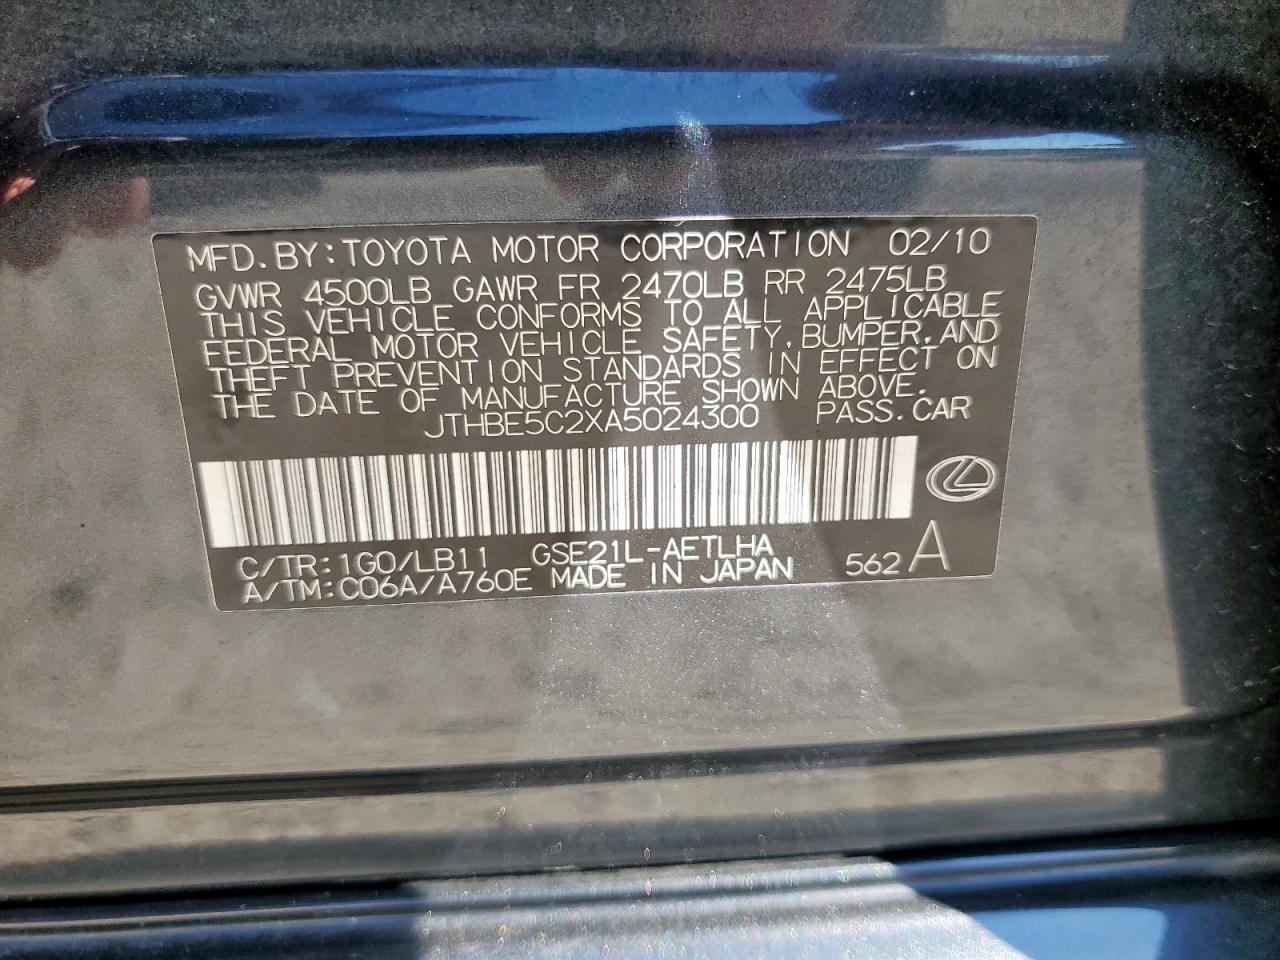 MFD.BY:TOYOTA MOTOR CORPORATION 02/10
GVWR 4500LB GAWR FR 2470LB RR 2475LB
THIS VEHICLE CONFORMS TO ALL APPLICABLE
FEDERAL MOTOR VEHICLE SAFETY,BUMPER,AND
THEFT PREVENTION STANDARDS IN EFFECT ON
THE DATE OF MANUFACTURE SHOWN ABOVE.
JTHBE5C2XA5024300 PASS.CAR
C/TR:1G0/LB11 GSE21L-AETLHA
A/TM:C06A/A760E MADE IN JAPAN 562 A